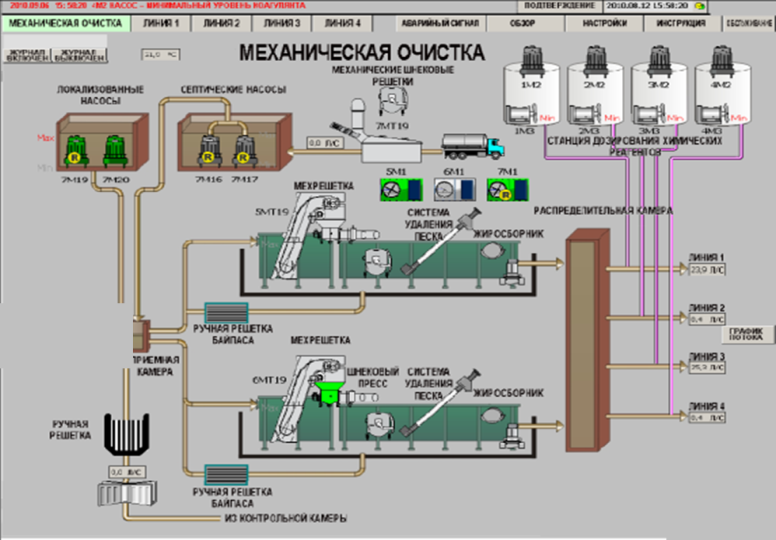 2010.09.06 15:58:20 4M2 НАСОС - МИНИМАЛЬНЫЙ УРОВЕНЬ КОАГУЛЯНТА
ПОДТВЕРЖДЕНИЕ 2010.08.12 15:58:20
МЕХАНИЧЕСКАЯ ОЧИСТКА ЛИНИЯ 1 ЛИНИЯ 2 ЛИНИЯ 3 ЛИНИЯ 4 АВАРИЙНЫЙ СИГНАЛ ОБЗОР НАСТРОЙКИ ИНСТРУКЦИЯ ОБСЛУЖИВАНИЕ
ЖУРНАЛ ВКЛЮЧЕН
ЖУРНАЛ ВЫКЛЮЧЕН
МЕХАНИЧЕСКАЯ ОЧИСТКА
МЕХАНИЧЕСКИЕ ШНЕКОВЫЕ
РЕШЕТКИ
ЛОКАЛИЗОВАННЫЕ
НАСОСЫ
СЕПТИЧЕСКИЕ НАСОСЫ
7MT19
1M2 2M2 3M2 4M2
Min Min Min Min
1M3 2M3 3M3 4M3
СТАНЦИЯ ДОЗИРОВАНИЯ ХИМИЧЕСКИХ
РЕАГЕНТОВ
Max
Min
R R R
0,0 Л/С
7M19 7M20
7M16 7M17
5M1 6M1 7M1
R
МЕХРЕШЕТКА
5MT19
СИСТЕМА
УДАЛЕНИЯ
ПЕСКА
ЖИРОСБОРНИК
РАСПРЕДЕЛИТЕЛЬНАЯ КАМЕРА
Max
ЛИНИЯ 1
23,9 Л/С
ЛИНИЯ 2
0,4 Л/С
ГРАФИК
ПОТОКА
ЛИНИЯ 3
25,3 Л/С
ЛИНИЯ 4
0,4 Л/С
РУЧНАЯ РЕШЕТКА
БАЙПАСА
ПРИЕМНАЯ
КАМЕРА
МЕХРЕШЕТКА
6MT19
ШНЕКОВЫЙ
ПРЕСС
СИСТЕМА
УДАЛЕНИЯ
ПЕСКА
ЖИРОСБОРНИК
Max
РУЧНАЯ
РЕШЕТКА
0,0 Л/С
РУЧНАЯ РЕШЕТКА
БАЙПАСА
ИЗ КОНТРОЛЬНОЙ КАМЕРЫ